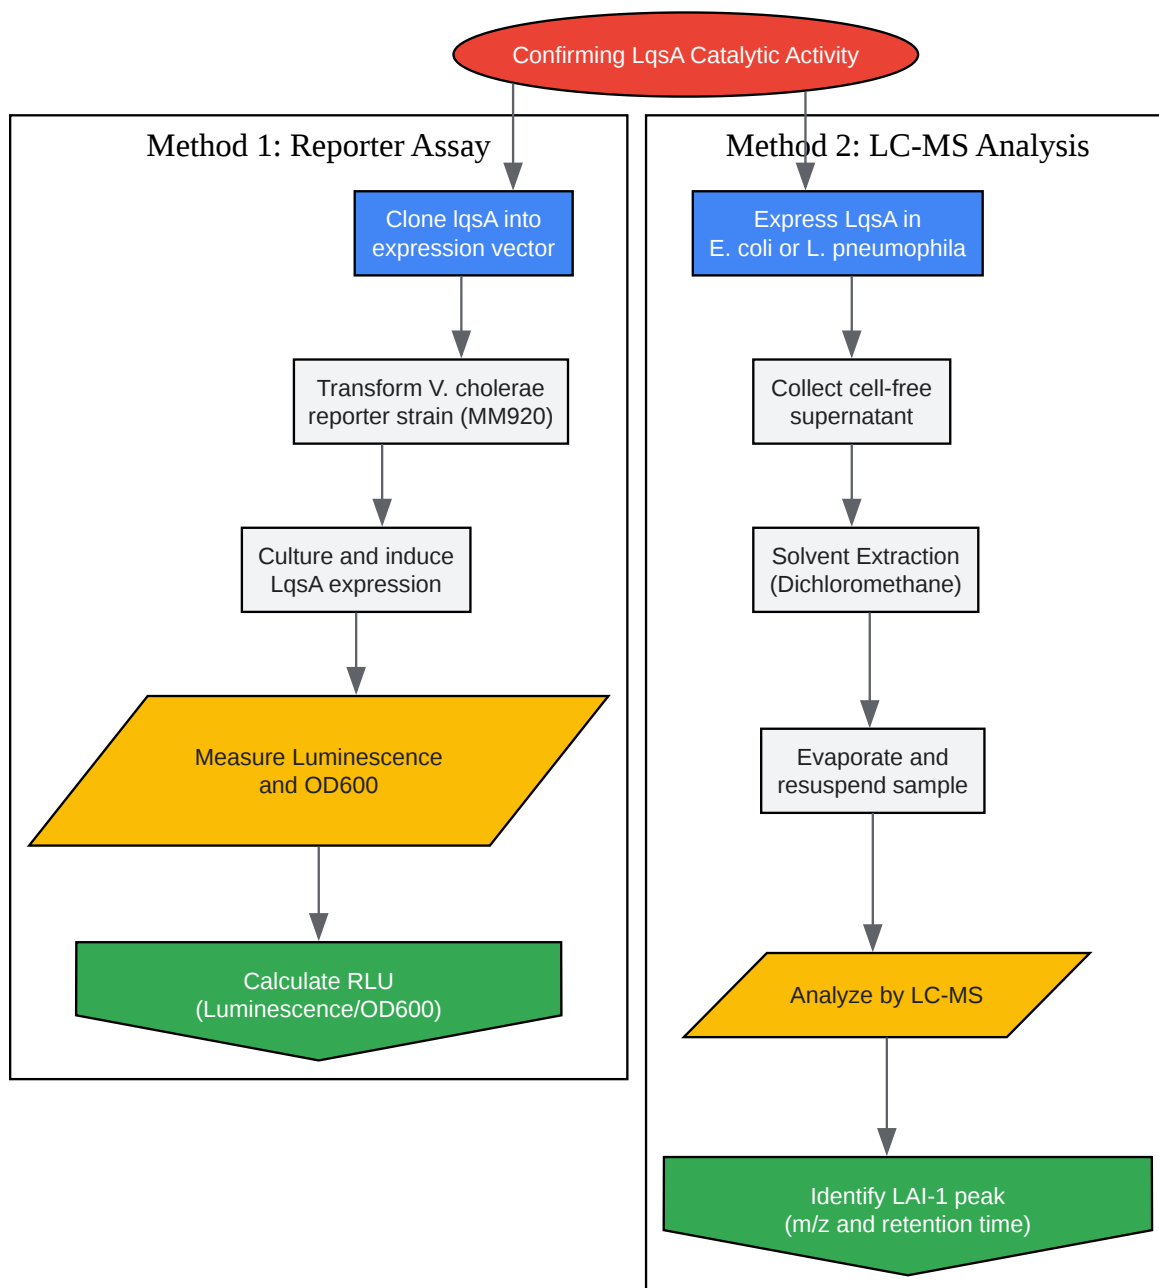 Confirming LqsA Catalytic Activity
Method 1: Reporter Assay
Clone lqsA into
expression vector
Transform V. cholerae
reporter strain (MM920)
Culture and induce
LqsA expression
Measure Luminescence
and OD600
Calculate RLU
(Luminescence/OD600)
Method 2: LC-MS Analysis
Express LqsA in
E. coli or L. pneumophila
Collect cell-free
supernatant
Solvent Extraction
(Dichloromethane)
Evaporate and
resuspend sample
Analyze by LC-MS
Identify LAI-1 peak
(m/z and retention time)